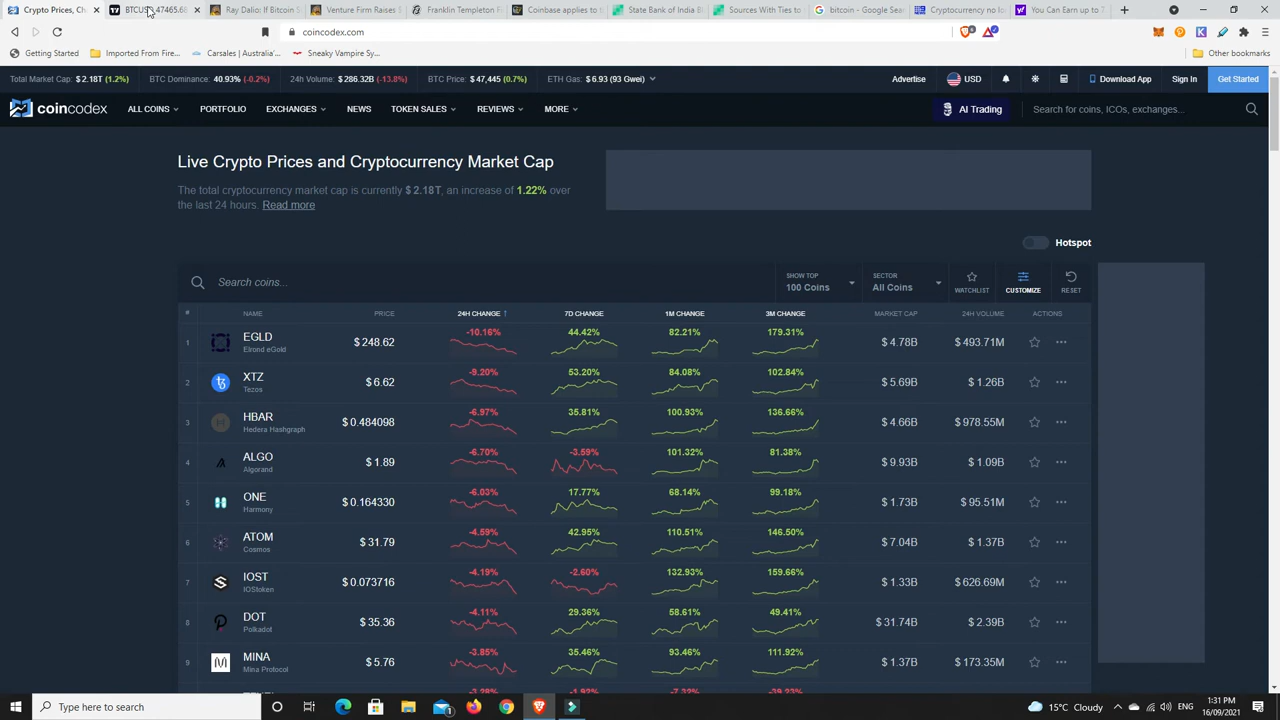 Crypto Prices, Ch
BTCUS 47465.68
Ray Dalio: If Bitcoin S
Venture Firm Raises $
Franklin Templeton Fo
Coinbase applies to th
State Bank of India Bl
Sources With Ties to
bitcoin - Google Sear
Cryptocurrency no lo
You Can Earn up to 7
coincodex.com
Getting Started
Imported From Firef...
Carsales | Australia'...
Sneaky Vampire Sy...
Other bookmarks
Total Market Cap: $ 2.18T (1.2%)
BTC Dominance: 40.93% (-0.2%)
24h Volume: $ 286.32B (-13.8%)
BTC Price: $ 47,445 (0.7%)
ETH Gas: $ 6.93 (93 Gwei)
Advertise
USD
Download App
Sign In
Get Started
coincodex
ALL COINS
PORTFOLIO
EXCHANGES
NEWS
TOKEN SALES
REVIEWS
MORE
AI Trading
Search for coins, ICOs, exchanges...
Live Crypto Prices and Cryptocurrency Market Cap
The total cryptocurrency market cap is currently $ 2.18T, an increase of 1.22% over
the last 24 hours. Read more
Hotspot
Search coins...
SHOW TOP
100 Coins
SECTOR
All Coins
WATCHLIST
CUSTOMIZE
RESET
# NAME PRICE 24H CHANGE ↑ 7D CHANGE 1M CHANGE 3M CHANGE MARKET CAP 24H VOLUME ACTIONS
1 EGLD Elrond eGold $ 248.62 -10.16% 44.42% 82.21% 179.31% $ 4.78B $ 493.71M
2 XTZ Tezos $ 6.62 -9.20% 53.20% 84.08% 102.84% $ 5.69B $ 1.26B
3 HBAR Hedera Hashgraph $ 0.484098 -6.97% 35.81% 100.93% 136.66% $ 4.66B $ 978.55M
4 ALGO Algorand $ 1.89 -6.70% -3.59% 101.32% 81.38% $ 9.93B $ 1.09B
5 ONE Harmony $ 0.164330 -6.03% 17.77% 68.14% 99.18% $ 1.73B $ 95.51M
6 ATOM Cosmos $ 31.79 -4.59% 42.95% 110.51% 146.50% $ 7.04B $ 1.37B
7 IOST IOStoken $ 0.073716 -4.19% -2.60% 132.93% 159.66% $ 1.33B $ 626.69M
8 DOT Polkadot $ 35.36 -4.11% 29.36% 58.61% 49.41% $ 31.74B $ 2.39B
9 MINA Mina Protocol $ 5.76 -3.85% 35.46% 93.46% 111.92% $ 1.37B $ 173.35M
-3.28% -1.92% -7.32% -39.23%
Type here to search
15°C Cloudy
ENG
1:31 PM
16/09/2021